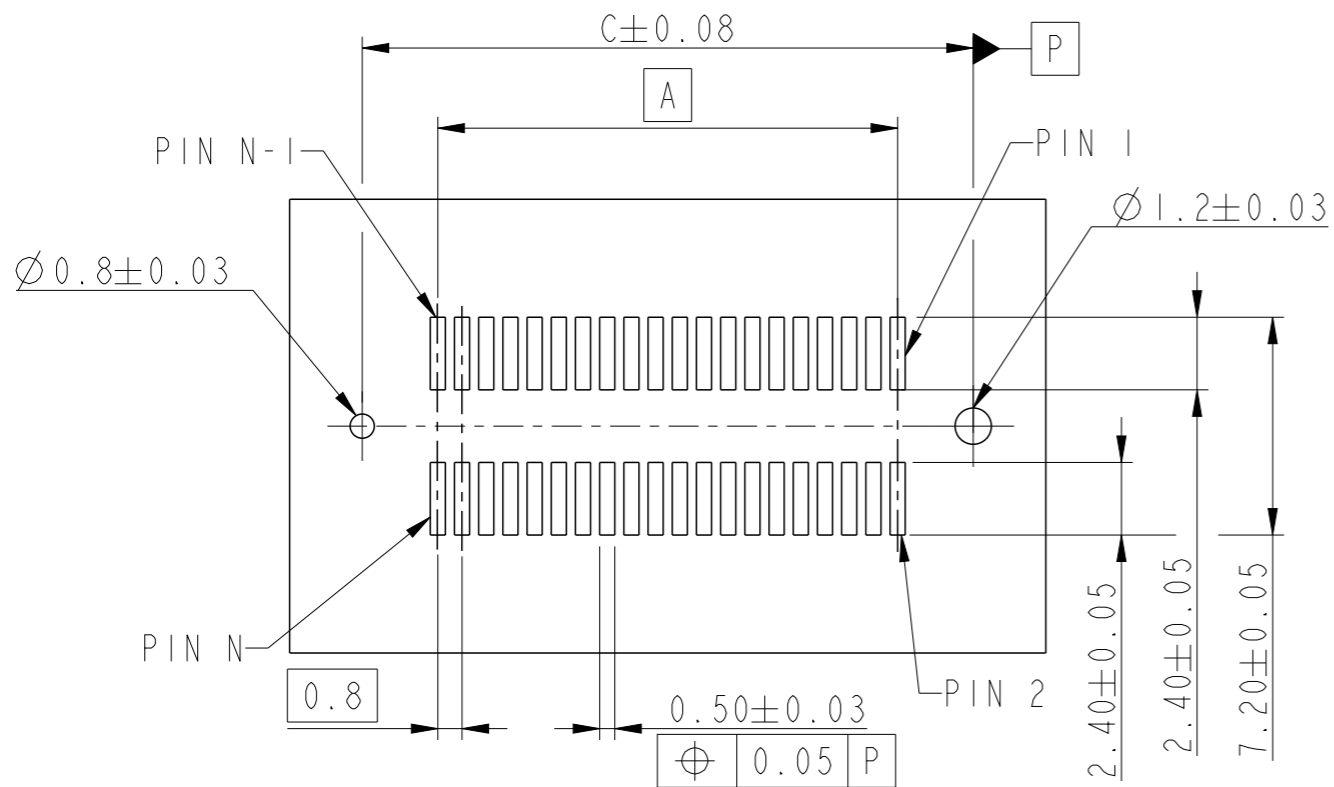 C±0.08
P
A
PIN N-1
PIN 1
Ø1.2±0.03
Ø0.8±0.03
PIN N
PIN 2
0.8
0.50±0.03
⌖ 0.05 P
2.40±0.05
2.40±0.05
7.20±0.05